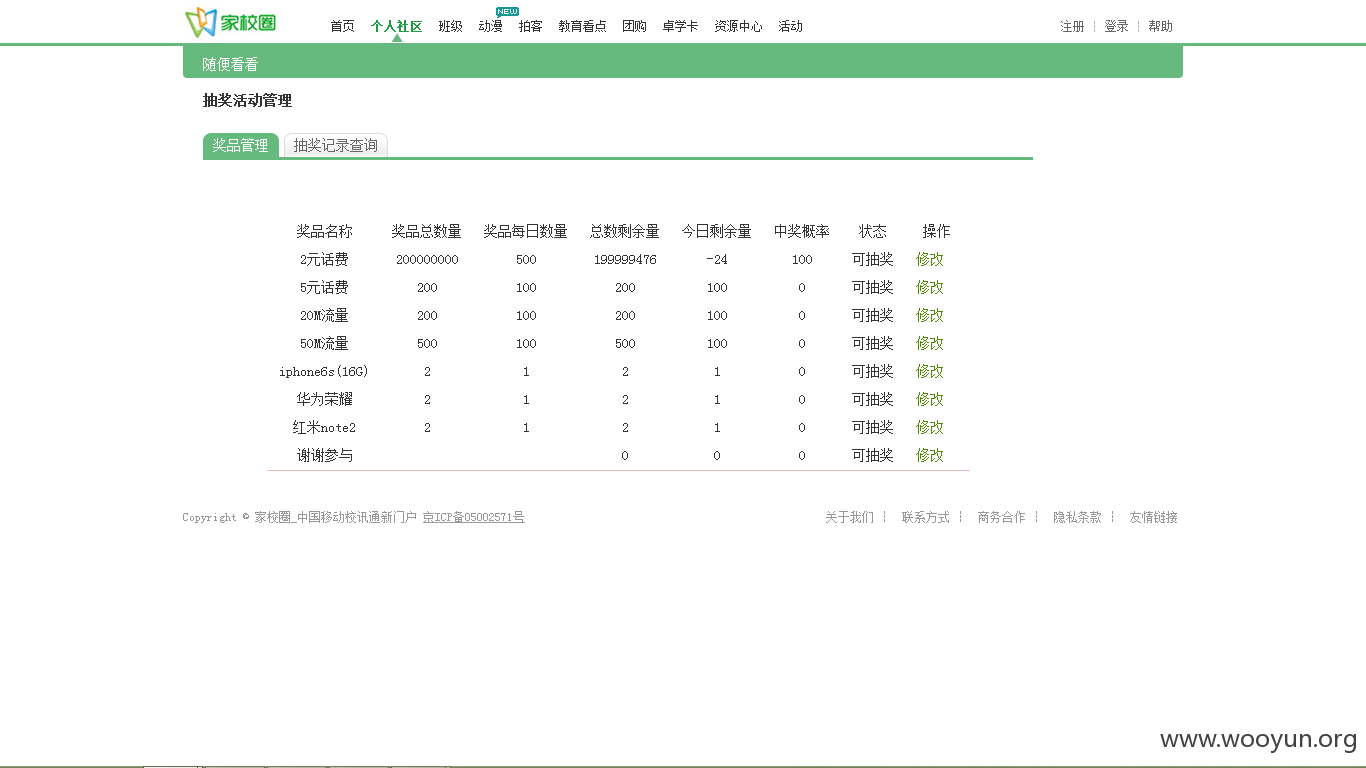 家校圈 首页 个人社区 班级 动漫 NEW 拍客 教育看点 团购 卓学卡 资源中心 活动 注册 登录 帮助
随便看看
抽奖活动管理
奖品管理 抽奖记录查询
奖品名称 奖品总数量 奖品每日数量 总数剩余量 今日剩余量 中奖概率 状态 操作
2元话费 200000000 500 199999476 -24 100 可抽奖 修改
5元话费 200 100 200 100 0 可抽奖 修改
20M流量 200 100 200 100 0 可抽奖 修改
50M流量 500 100 500 100 0 可抽奖 修改
iphone6s(16G) 2 1 2 1 0 可抽奖 修改
华为荣耀 2 1 2 1 0 可抽奖 修改
红米note2 2 1 2 1 0 可抽奖 修改
谢谢参与 0 0 0 可抽奖 修改
Copyright © 家校圈_中国移动校讯通新门户 京ICP备05002571号 关于我们 联系方式 商务合作 隐私条款 友情链接
www.wooyun.org